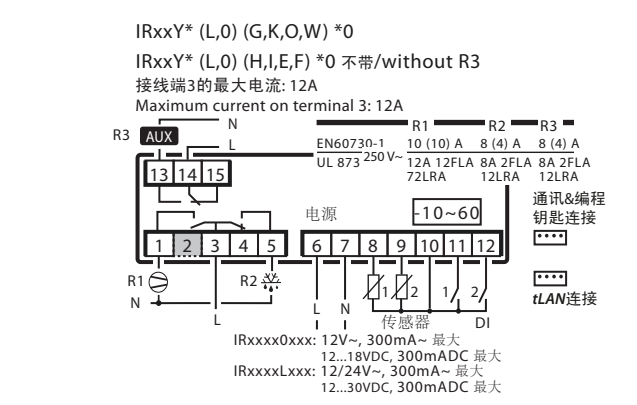 IRxxY* (L,0) (G,K,O,W) *0
IRxxY* (L,0) (H,I,E,F) *0 不带/without R3
接线端3的最大电流: 12A
Maximum current on terminal 3: 12A
R3 AUX N L
R1 R2 R3
EN60730-1 10 (10) A 8 (4) A 8 (4) A
250 V~
UL 873 12A 12FLA 8A 2FLA 8A 2FLA
72LRA 12LRA 12LRA
13 14 15
通讯&编程
钥匙连接
电源 -10~60
1 2 3 4 5 6 7 8 9 10 11 12
R1 R2 1 2 1 2
N L L N
tLAN连接
传感器 DI
IRxxxx0xxx: 12V~, 300mA~ 最大
12...18VDC, 300mADC 最大
IRxxxxLxxx: 12/24V~, 300mA~ 最大
12...30VDC, 300mADC 最大